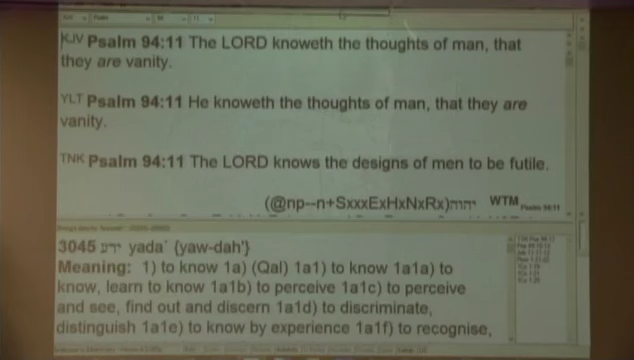 KJV Psalm 94:11 The LORD knoweth the thoughts of man, that
they are vanity.
YLT Psalm 94:11 He knoweth the thoughts of man, that they are
vanity.
TNK Psalm 94:11 The LORD knows the designs of men to be futile.
(@np--n+SxxxExHxNxRx)יהוה WTM Psalm 94:11
3045 ידע yada` {yaw-dah'}
Meaning: 1) to know 1a) (Qal) 1a1) to know 1a1a) to
know, learn to know 1a1b) to perceive 1a1c) to perceive
and see, find out and discern 1a1d) to discriminate,
distinguish 1a1e) to know by experience 1a1f) to recognise,